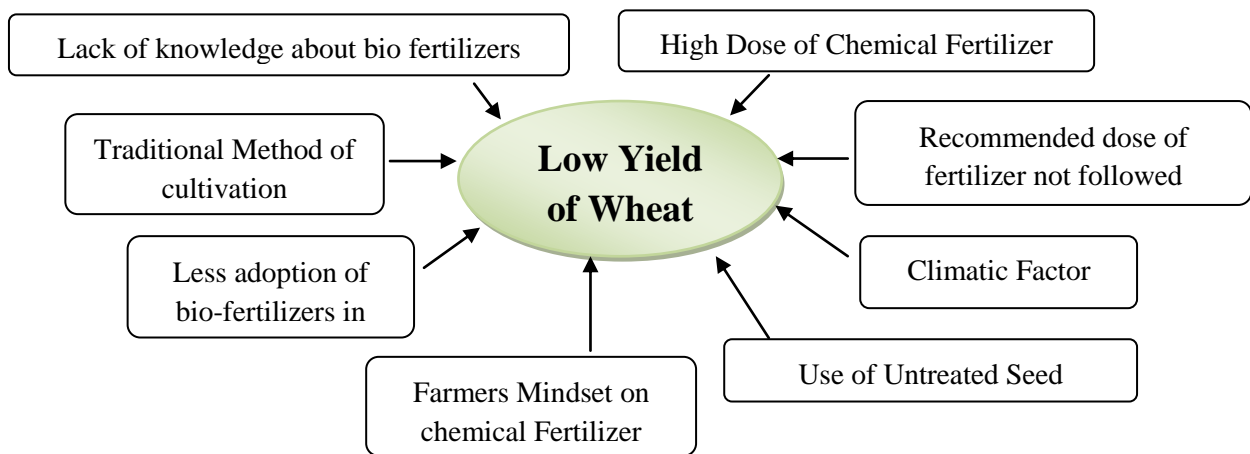 Lack of knowledge about bio fertilizers
High Dose of Chemical Fertilizer
Traditional Method of
cultivation
Low Yield
of Wheat
Recommended dose of
fertilizer not followed
Less adoption of
bio-fertilizers in
Climatic Factor
Farmers Mindset on
chemical Fertilizer
Use of Untreated Seed